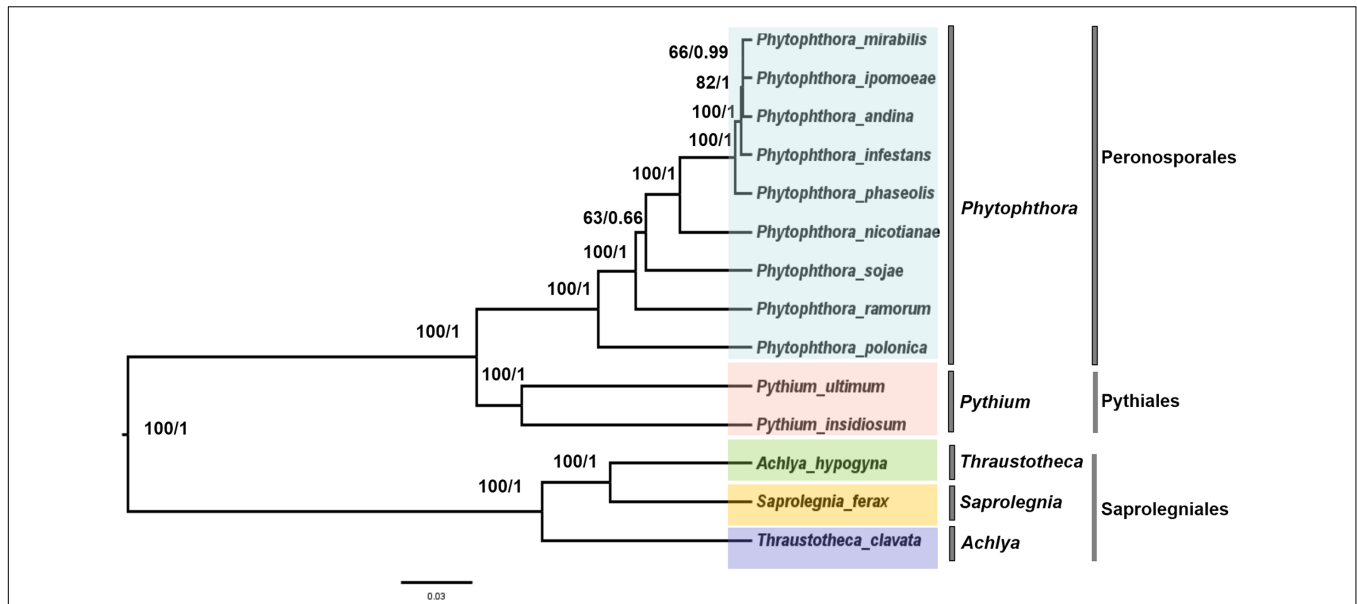 66/0.99
Phytophthora_mirabilis
82/1
Phytophthora_ipomoeae
100/1
Phytophthora_andina
100/1
Phytophthora_infestans
Peronosporales
100/1
Phytophthora_phaseolis
Phytophthora
63/0.66
Phytophthora_nicotianae
100/1
Phytophthora_sojae
100/1
Phytophthora_ramorum
100/1
Phytophthora_polonica
100/1
Pythium_ultimum
Pythium
Pythiales
Pythium_insidiosum
100/1
100/1
Achlya_hypogyna
Thraustotheca
100/1
Saprolegnia_ferax
Saprolegnia
Saprolegniales
Thraustotheca_clavata
Achlya
0.03